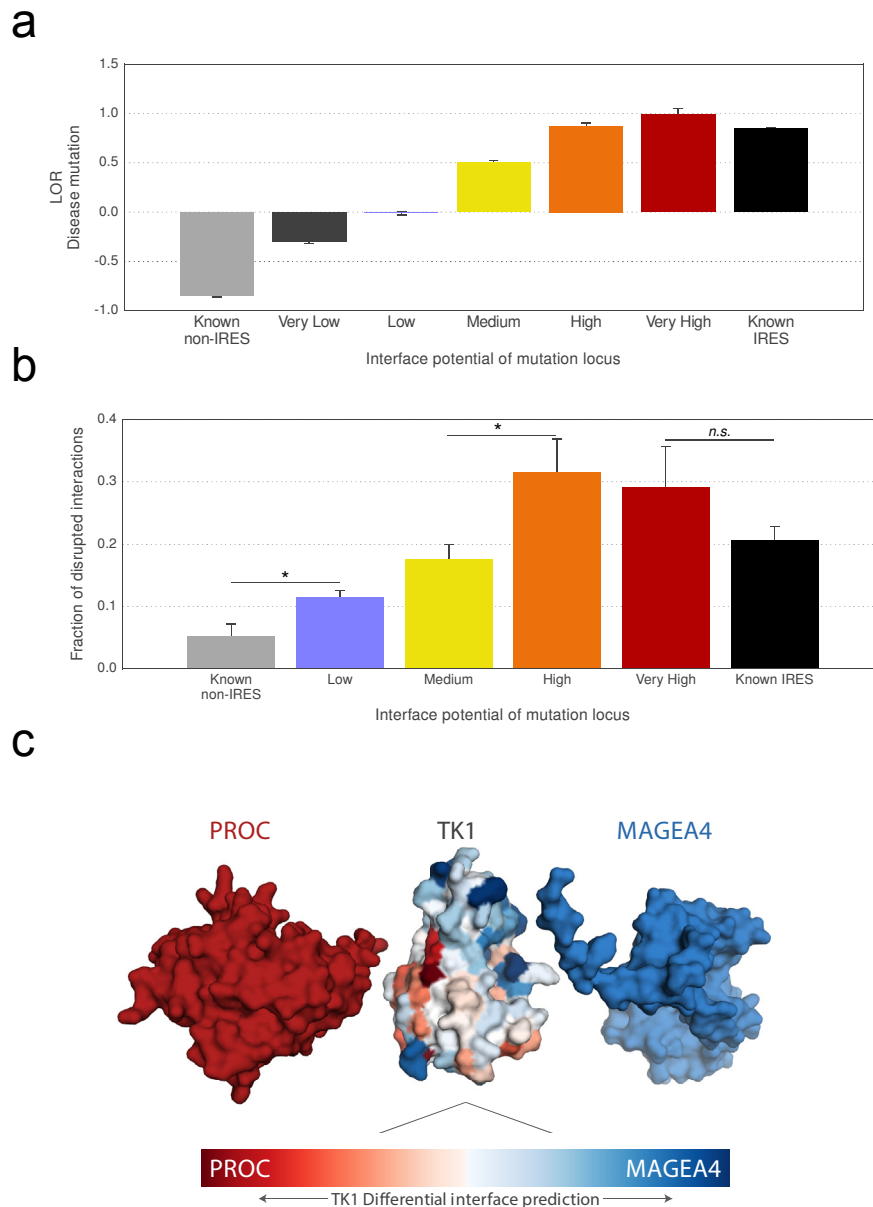 a
1.5
1.0
0.5
0.0
-0.5
-1.0
LOR
Disease mutation
Known
non-IRES
Very Low
Low
Medium
High
Very High
Known
IRES
Interface potential of mutation locus
b
0.4
0.3
0.2
0.1
0.0
Fraction of disrupted interactions
*
*
n.s.
Known
non-IRES
Low
Medium
High
Very High
Known IRES
Interface potential of mutation locus
c
PROC
TK1
MAGEA4
PROC
MAGEA4
TK1 Differential interface prediction